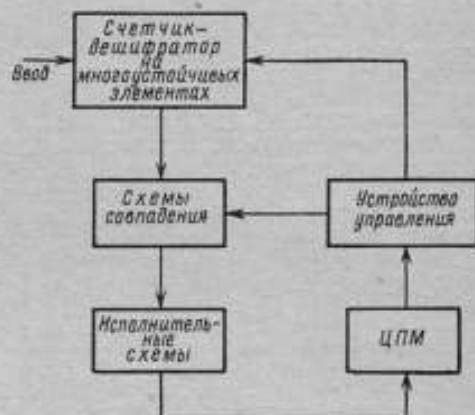 Счетчик-
дешифратор
на
многоустойчивых
элементах
Ввод
Схемы
совпадения
Устройство
управления
Исполнитель-
ные
схемы
ЦПМ